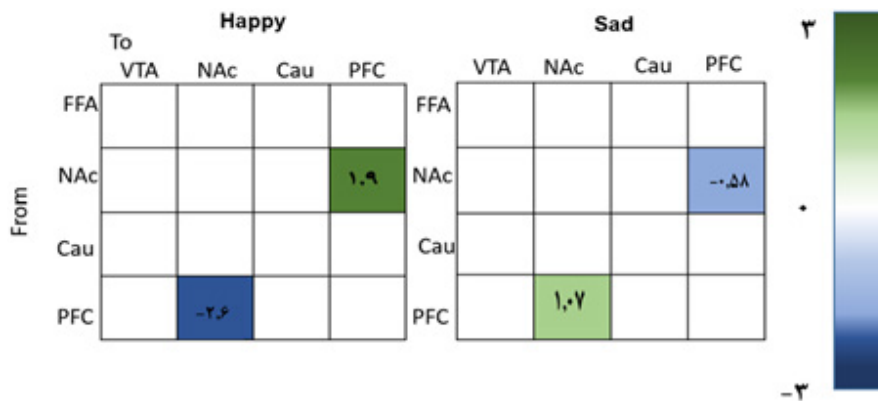 Happy
Sad
To
VTA NAc Cau PFC
VTA NAc Cau PFC
From
FFA
NAc ۱.۹
Cau
PFC -۲.۶
FFA
NAc -۰.۵۸
Cau
PFC ۱,۰۷
۳
۰
-۳